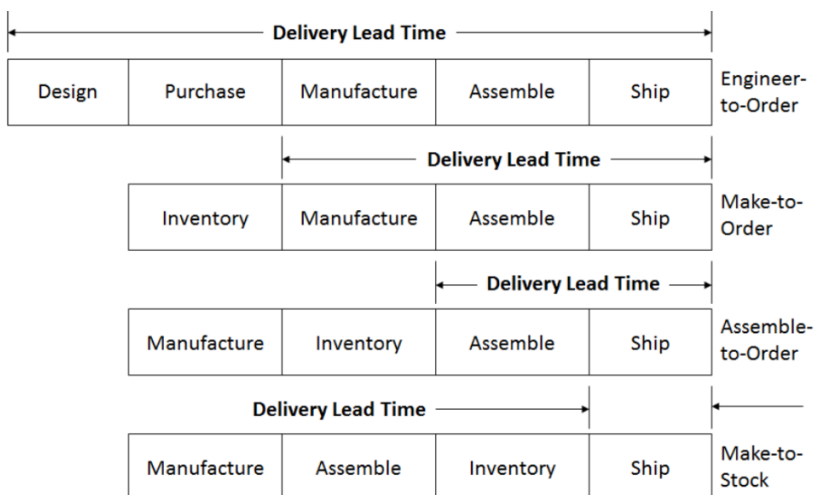 Delivery Lead Time
Design Purchase Manufacture Assemble Ship Engineer-
to-Order
Delivery Lead Time
Inventory Manufacture Assemble Ship Make-to-
Order
Delivery Lead Time
Manufacture Inventory Assemble Ship Assemble-
to-Order
Delivery Lead Time
Manufacture Assemble Inventory Ship Make-to-
Stock